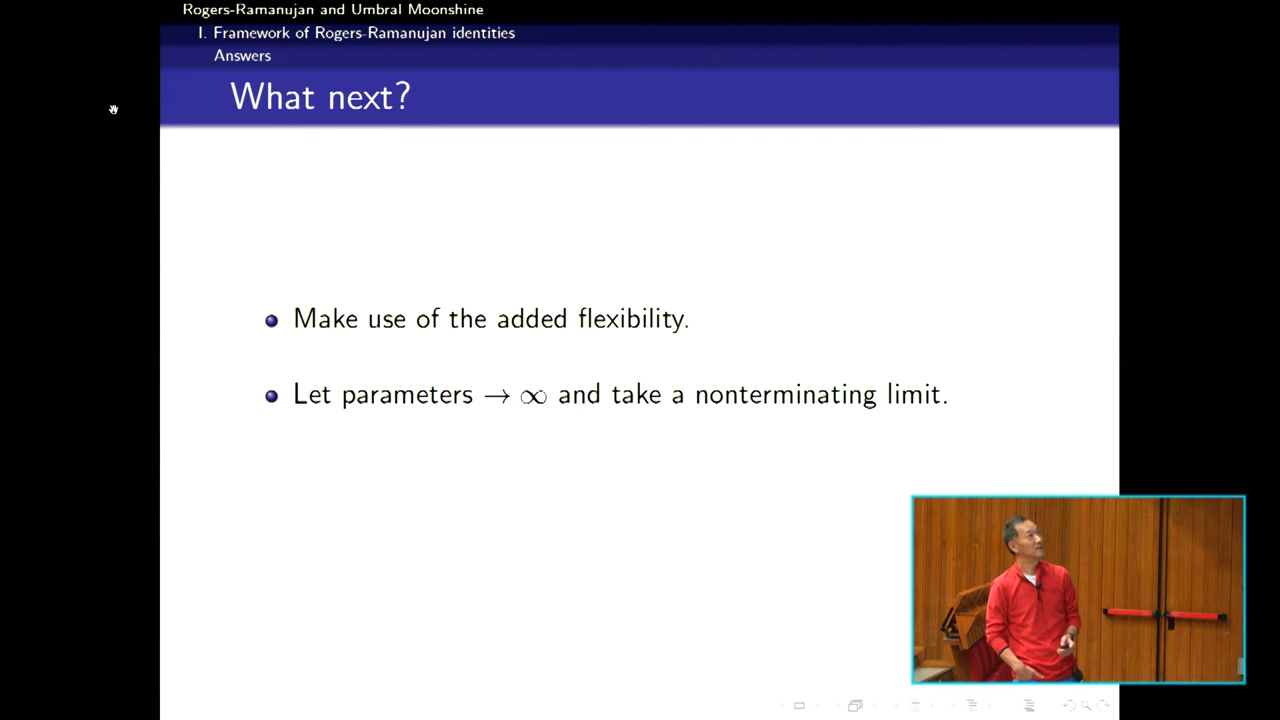 Rogers-Ramanujan and Umbral Moonshine
I. Framework of Rogers-Ramanujan identities
Answers
What next?
Make use of the added flexibility.
Let parameters → ∞ and take a nonterminating limit.